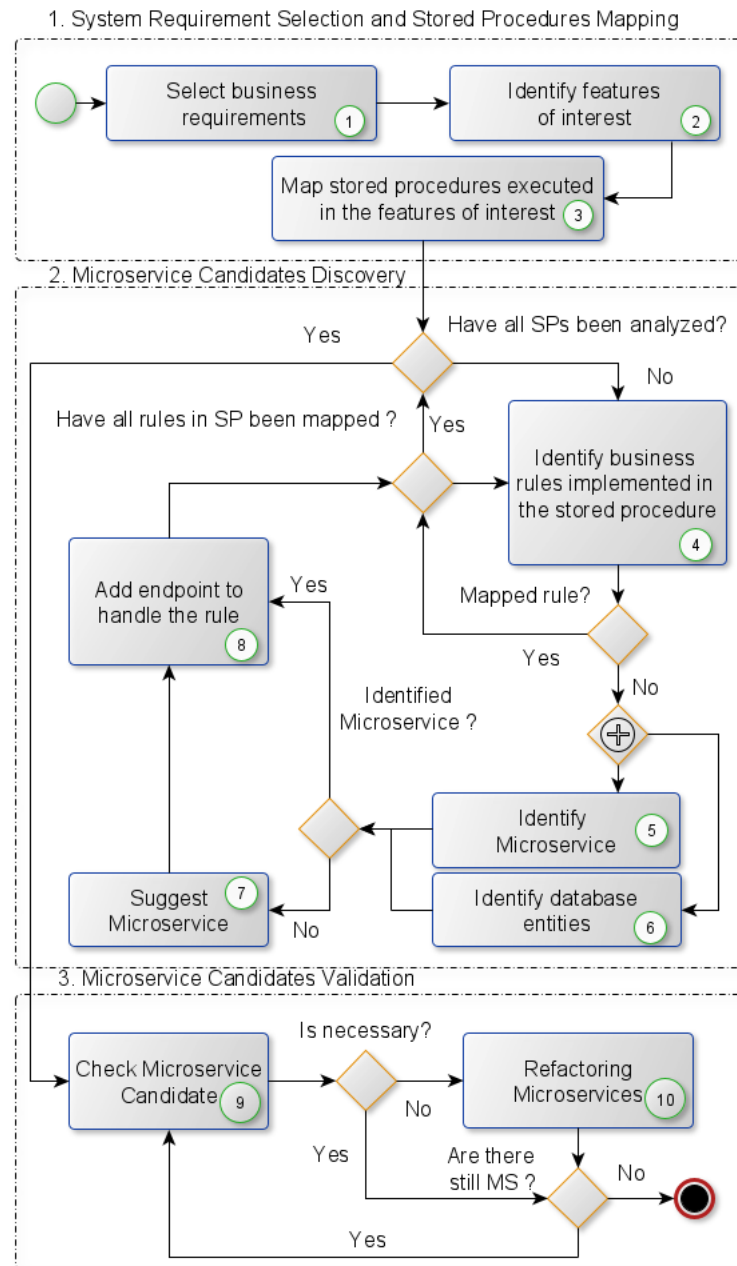 1. System Requirement Selection and Stored Procedures Mapping
Select business
requirements
1
Identify features
of interest
2
Map stored procedures executed
in the features of interest
3
2. Microservice Candidates Discovery
Yes
Have all SPs been analyzed?
No
Have all rules in SP been mapped ?
Yes
Identify business
rules implemented in
the stored procedure
4
Add endpoint to
handle the rule
8
Yes
Mapped rule?
Yes
No
Identified
Microservice ?
Identify
Microservice
5
Suggest
Microservice
7
No
Identify database
entities
6
3. Microservice Candidates Validation
Is necessary?
Check Microservice
Candidate
9
No
Refactoring
Microservices
10
Yes
Are there
still MS ?
No
Yes